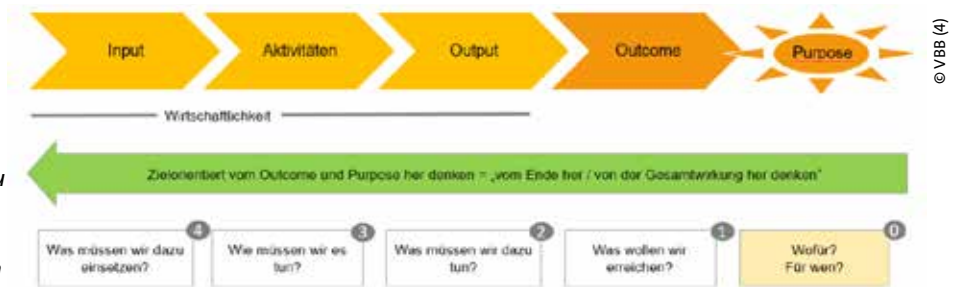 Input
Aktivitäten
Output
Outcome
Purpose
© VBB (4)
Wirtschaftlichkeit
Zielorientiert vom Outcome und Purpose her denken = „vom Ende her / von der Gesamtwirkung her denken“
4
Was müssen wir dazu
einsetzen?
3
Wie müssen wir es
tun?
2
Was müssen wir dazu
tun?
1
Was wollen wir
erreichen?
0
Wofür?
Für wen?